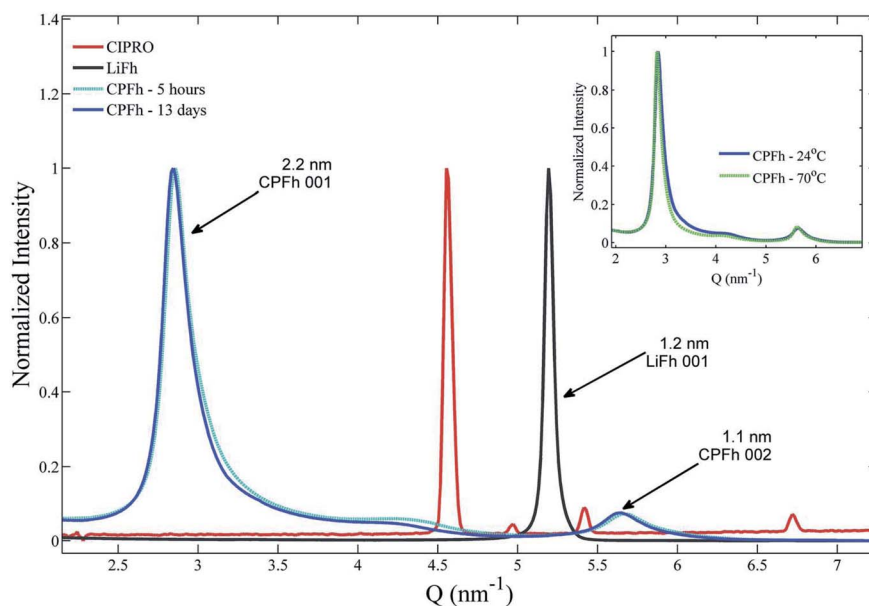 CIPRO
LiFh
CPFh - 5 hours
CPFh - 13 days
2.2 nm
CPFh 001
1.2 nm
LiFh 001
1.1 nm
CPFh 002
Normalized Intensity
1.4
1.2
1
0.8
0.6
0.4
0.2
0
2.5 3 3.5 4 4.5 5 5.5 6 6.5 7
Q (nm⁻¹)
CPFh - 24°C
CPFh - 70°C
Normalized Intensity
1
0.8
0.6
0.4
0.2
0
2 3 4 5 6
Q (nm⁻¹)